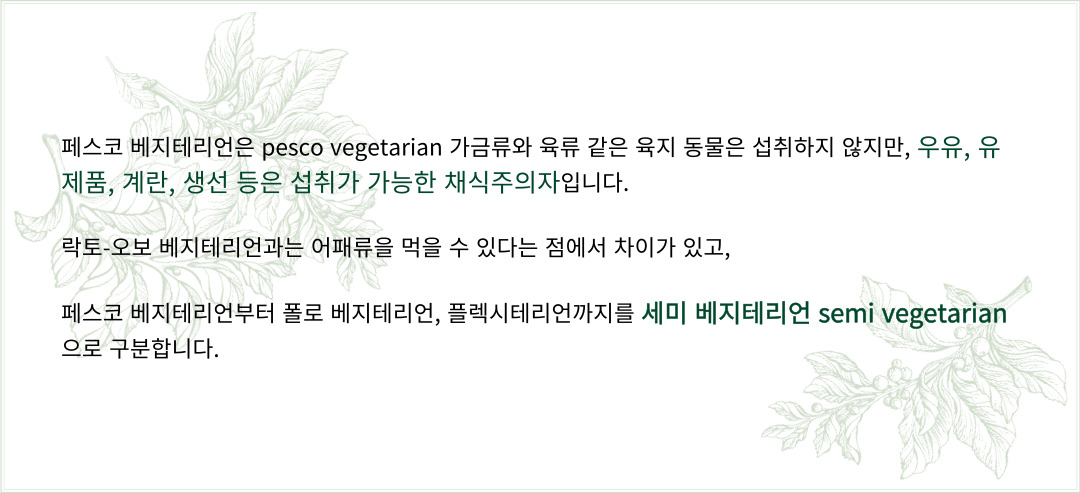 페스코 베지테리언은 pesco vegetarian 가금류와 육류 같은 육지 동물은 섭취하지 않지만, 우유, 유
제품, 계란, 생선 등은 섭취가 가능한 채식주의자입니다.
락토-오보 베지테리언과는 어패류을 먹을 수 있다는 점에서 차이가 있고,
페스코 베지테리언부터 폴로 베지테리언, 플렉시테리언까지를 세미 베지테리언 semi vegetarian
으로 구분합니다.